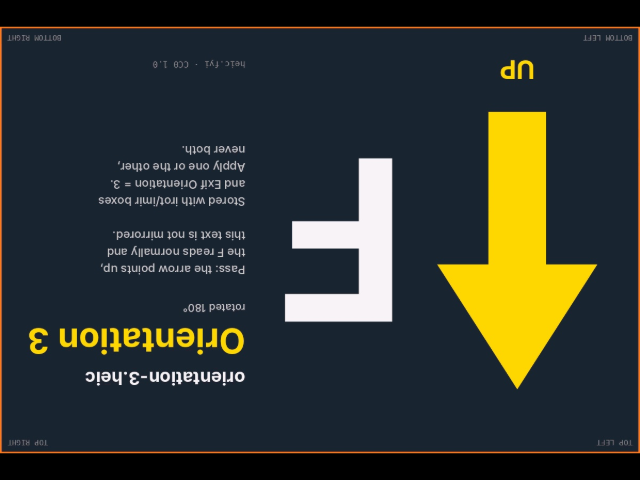 TOP LEFT
TOP RIGHT
orientation-3.heic
Orientation 3
rotated 180°
Pass: the arrow points up,
the F reads normally and
this text is not mirrored.
Stored with irot/imir boxes
and Exif Orientation = 3.
Apply one or the other,
never both.
F
UP
heic.fyi · CC0 1.0
BOTTOM LEFT
BOTTOM RIGHT